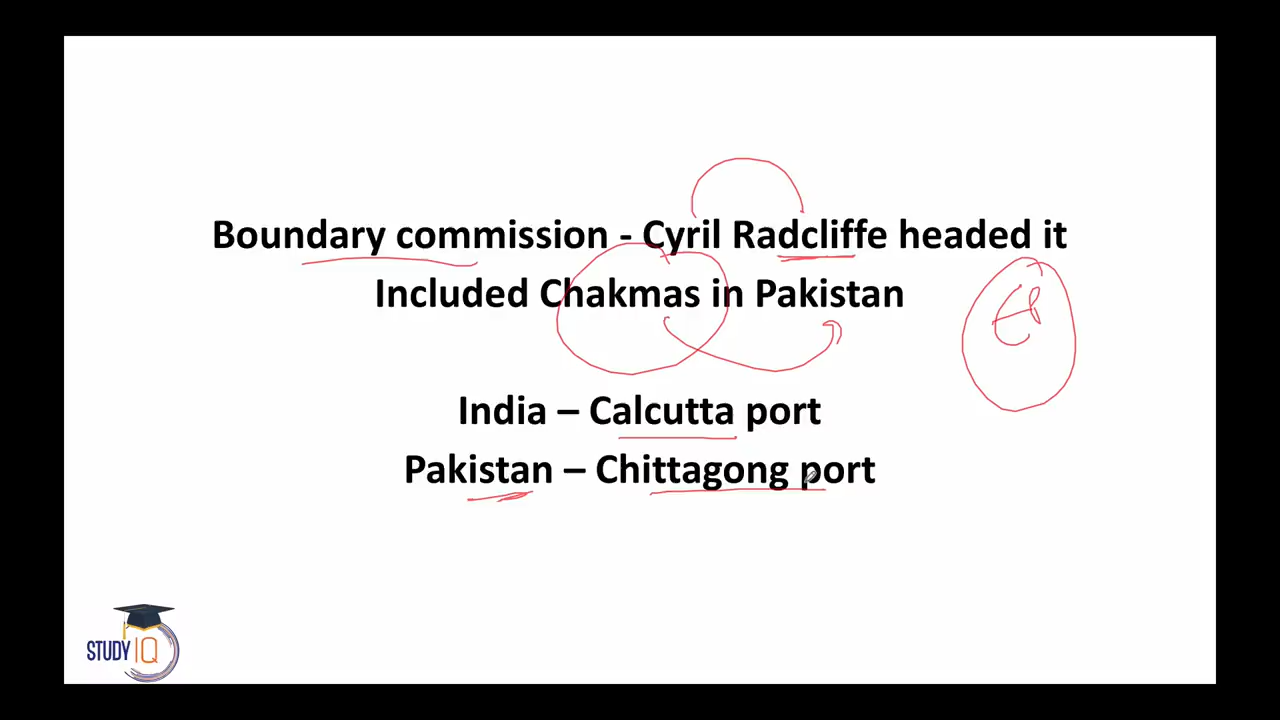 Boundary commission - Cyril Radcliffe headed it
Included Chakmas in Pakistan
India – Calcutta port
Pakistan – Chittagong port
STUDY IQ